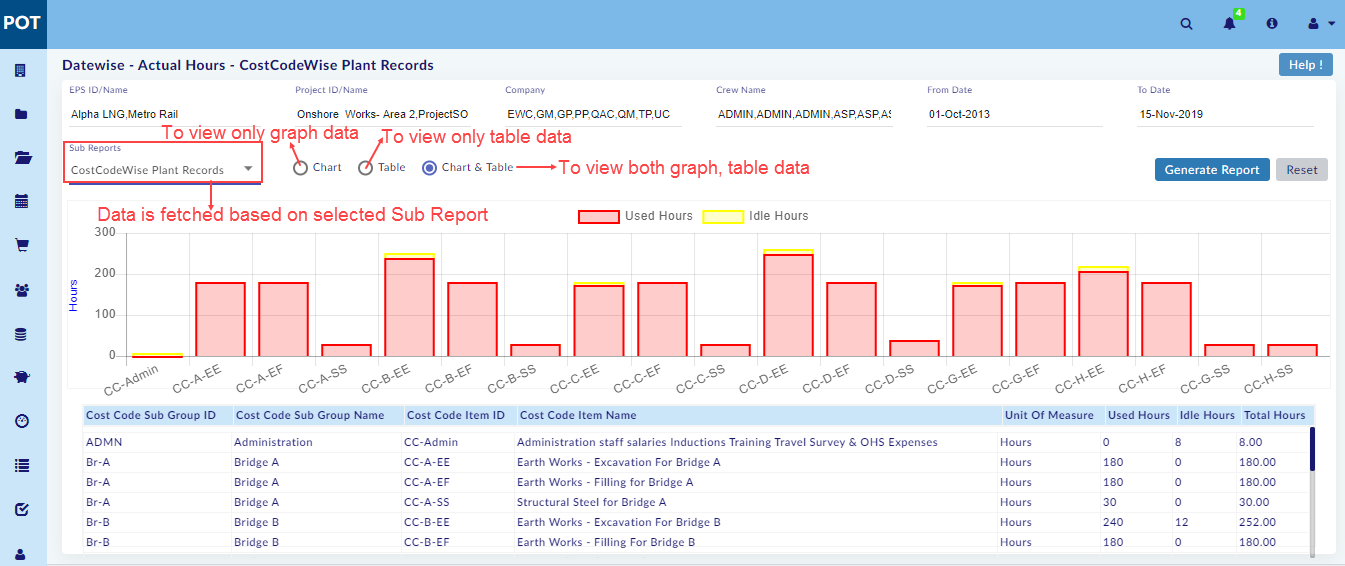 POT
4
Datewise - Actual Hours - CostCodeWise Plant Records
Help !
EPS ID/Name Project ID/Name Company Crew Name From Date To Date
Alpha LNG,Metro Rail Onshore Works- Area 2,ProjectSO EWC,GM,GP,PP,QAC,QM,TP,UC ADMIN,ADMIN,ADMIN,ASP,ASP,AS 01-Oct-2013 15-Nov-2019
To view only graph data To view only table data
Sub Reports
CostCodeWise Plant Records Chart Table Chart & Table To view both graph, table data Generate Report Reset
Data is fetched based on selected Sub Report
Used Hours Idle Hours
300
200
100
0
Hours
CC-Admin CC-A-EE CC-A-EF CC-A-SS CC-B-EE CC-B-EF CC-B-SS CC-C-EE CC-C-EF CC-C-SS CC-D-EE CC-D-EF CC-D-SS CC-G-EE CC-G-EF CC-H-EE CC-H-EF CC-G-SS CC-H-SS
Cost Code Sub Group ID Cost Code Sub Group Name Cost Code Item ID Cost Code Item Name Unit Of Measure Used Hours Idle Hours Total Hours
ADMN Administration CC-Admin Administration staff salaries Inductions Training Travel Survey & OHS Expenses Hours 0 8 8.00
Br-A Bridge A CC-A-EE Earth Works - Excavation For Bridge A Hours 180 0 180.00
Br-A Bridge A CC-A-EF Earth Works - Filling for Bridge A Hours 180 0 180.00
Br-A Bridge A CC-A-SS Structural Steel for Bridge A Hours 30 0 30.00
Br-B Bridge B CC-B-EE Earth Works - Excavation For Bridge B Hours 240 12 252.00
Br-B Bridge B CC-B-EF Earth Works - Filling For Bridge B Hours 180 0 180.00